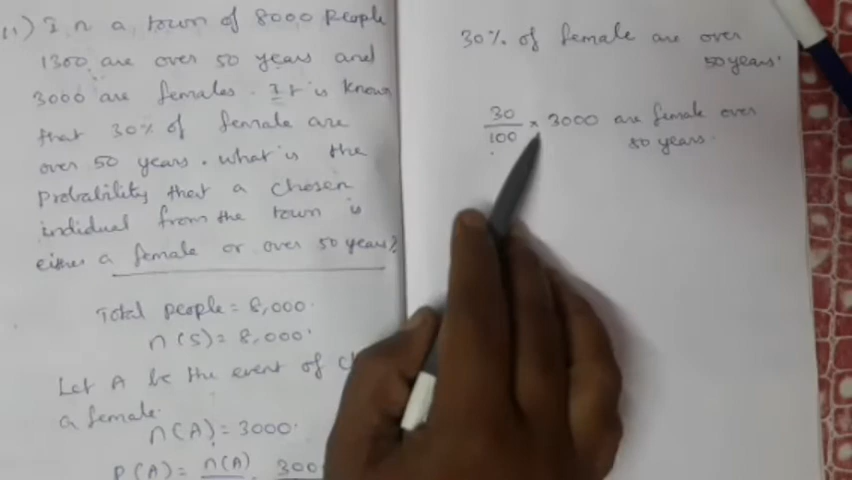 11) In a town of 8000 people
1300 are over 50 years and
3000 are females. It is known
that 30% of female are
over 50 years. what is the
probability that a chosen
indidual from the town is
either a female or over 50 years?
Total people = 8,000.
n(S) = 8,000.
Let A be the event of
a female.
n(A) = 3000.
P(A) = n(A) 300
30% of female are over
50 years.
30/100 × 3000 are female over
50 years.